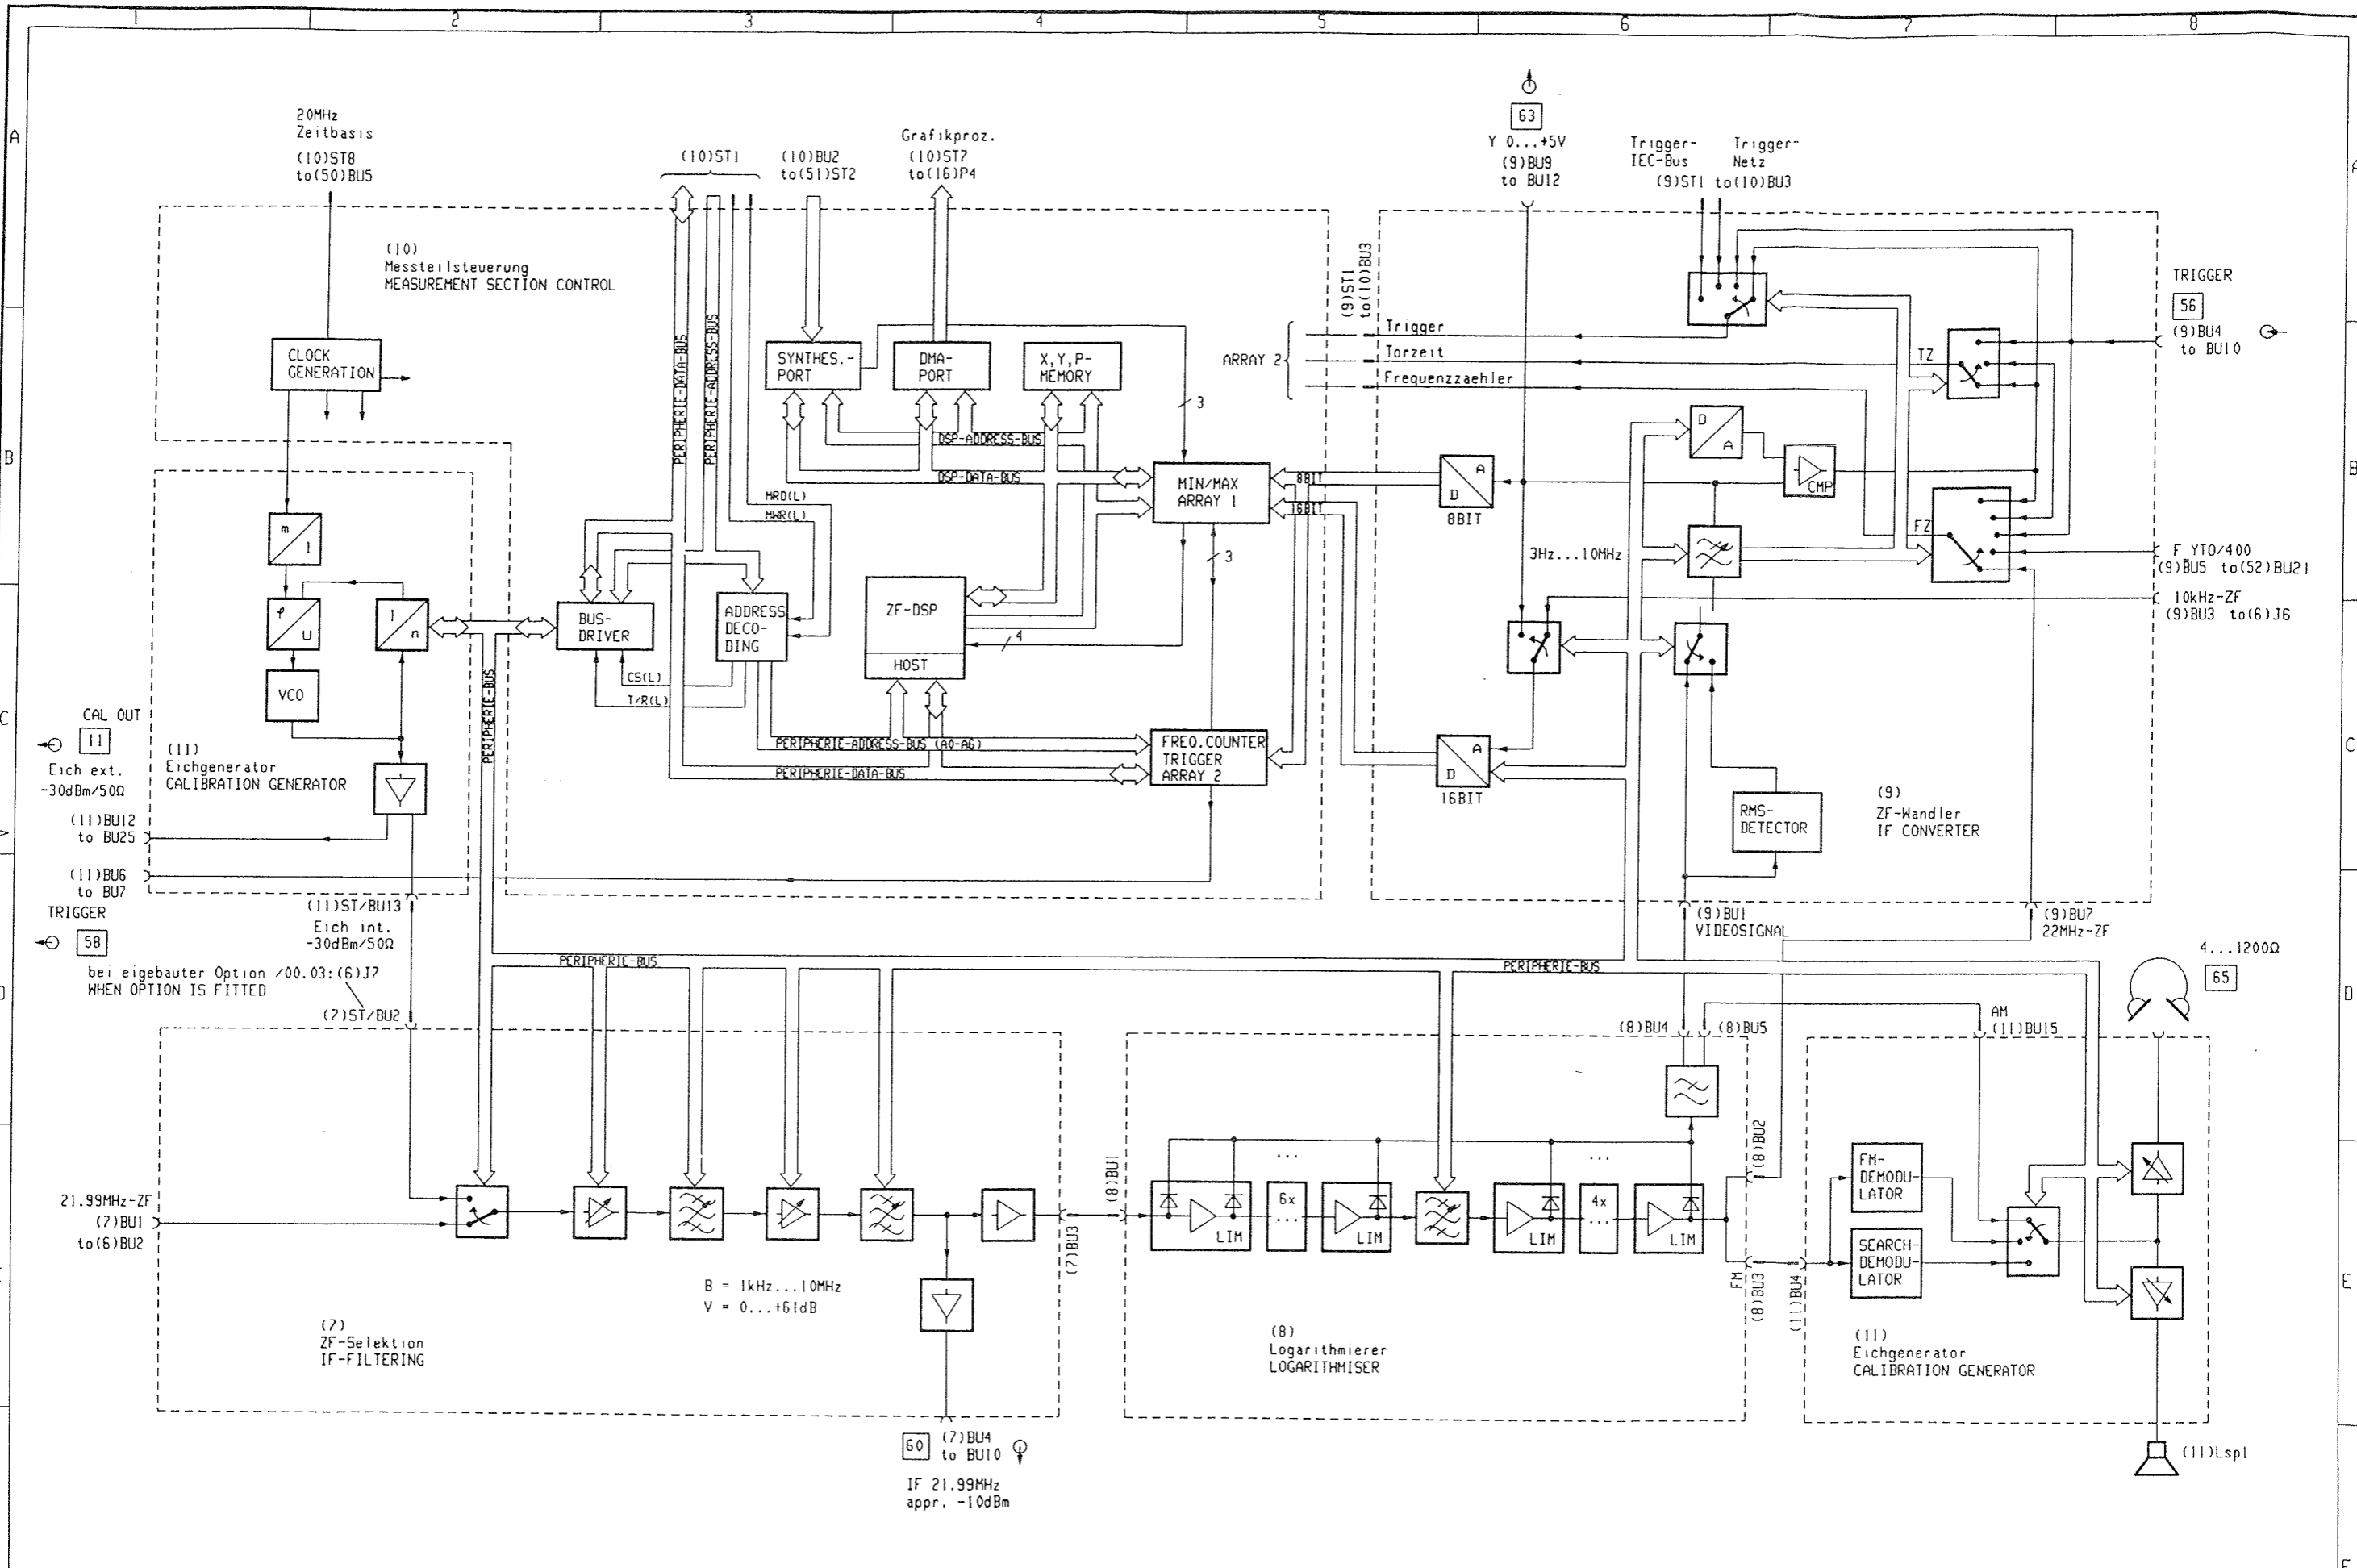 1
2
3
4
5
6
7
8
A
B
C
D
E
A
B
C
D
E
20MHz
Zeitbasis
(10)ST8
to(50)BU5
(10)ST1
(10)BU2
to(51)ST2
Grafikproz.
(10)ST7
to(16)P4
63
Y 0...+5V
(9)BU9
to BU12
Trigger-
IEC-Bus
Trigger-
Netz
(9)ST1 to(10)BU3
(10)
Messteilsteuerung
MEASUREMENT SECTION CONTROL
CLOCK
GENERATION
PERIPHERIE-DATA-BUS
PERIPHERIE-ADDRESS-BUS
SYNTHES.-
PORT
DMA-
PORT
X,Y,P-
MEMORY
3
DSP-ADDRESS-BUS
DSP-DATA-BUS
MRD(L)
MWR(L)
MIN/MAX
ARRAY 1
3
8BIT
16BIT
(9)ST1
to(10)BU3
ARRAY 2
Trigger
Torzeit
Frequenzzaehler
TZ
FZ
TRIGGER
56
(9)BU4
to BU10
D
A
CMP
A
D
8BIT
3Hz...10MHz
F YTO/400
(9)BU5 to(52)BU21
10kHz-ZF
(9)BU3 to(6)J6
m
1
φ
U
1
n
VCO
BUS-
DRIVER
ADDRESS
DECO-
DING
CS(L)
T/R(L)
ZF-DSP
HOST
4
PERIPHERIE-BUS
PERIPHERIE-ADDRESS-BUS (A0-A6)
PERIPHERIE-DATA-BUS
FREQ.COUNTER
TRIGGER
ARRAY 2
A
D
16BIT
RMS-
DETECTOR
(9)
ZF-Wandler
IF CONVERTER
CAL OUT
11
Eich ext.
-30dBm/50Ω
(11)BU12
to BU25
(11)BU6
to BU7
TRIGGER
58
(11)
Eichgenerator
CALIBRATION GENERATOR
(11)ST/BU13
Eich int.
-30dBm/50Ω
bei eigebauter Option /00.03:(6)J7
WHEN OPTION IS FITTED
(7)ST/BU2
(9)BU1
VIDEOSIGNAL
(9)BU7
22MHz-ZF
4...1200Ω
65
PERIPHERIE-BUS
PERIPHERIE-BUS
(8)BU4
(8)BU5
AM
(11)BU15
21.99MHz-ZF
(7)BU1
to(6)BU2
B = 1kHz...10MHz
V = 0...+61dB
(7)
ZF-Selektion
IF-FILTERING
(7)BU3
(8)BU1
LIM
6x
...
...
LIM
LIM
4x
...
...
LIM
(8)BU2
FM
(8)BU3
(11)BU4
FM-
DEMODU-
LATOR
SEARCH-
DEMODU-
LATOR
(8)
Logarithmierer
LOGARITHMISER
(11)
Eichgenerator
CALIBRATION GENERATOR
60
(7)BU4
to BU10
IF 21.99MHz
appr. -10dBm
(11)Lsp1